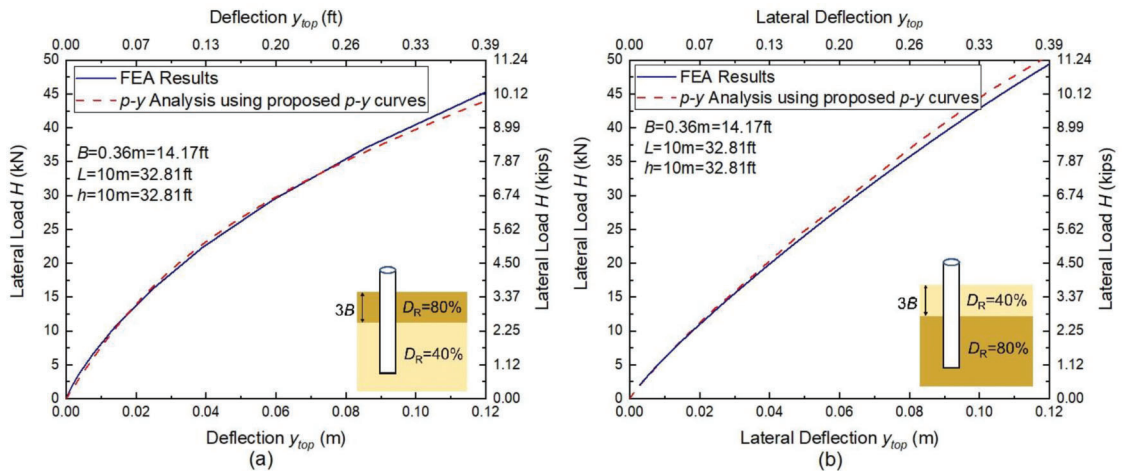 Deflection ytop (ft)
0.00 0.07 0.13 0.20 0.26 0.33 0.39
50 45 40 35 30 25 20 15 10 5 0
Lateral Load H (kN)
FEA Results
p-y Analysis using proposed p-y curves
B=0.36m=14.17ft
L=10m=32.81ft
h=10m=32.81ft
3B
DR=80%
DR=40%
11.24 10.12 8.99 7.87 6.74 5.62 4.50 3.37 2.25 1.12 0.00
Lateral Load H (kips)
0.00 0.02 0.04 0.06 0.08 0.10 0.12
Deflection ytop (m)
(a)
Lateral Deflection ytop
0.00 0.07 0.13 0.20 0.26 0.33 0.39
50 45 40 35 30 25 20 15 10 5 0
Lateral Load H (kN)
FEA Results
p-y Analysis using proposed p-y curves
B=0.36m=14.17ft
L=10m=32.81ft
h=10m=32.81ft
3B
DR=40%
DR=80%
11.24 10.12 8.99 7.87 6.74 5.62 4.50 3.37 2.25 1.12 0.00
Lateral Load H (kips)
0.00 0.02 0.04 0.06 0.08 0.10 0.12
Lateral Deflection ytop (m)
(b)